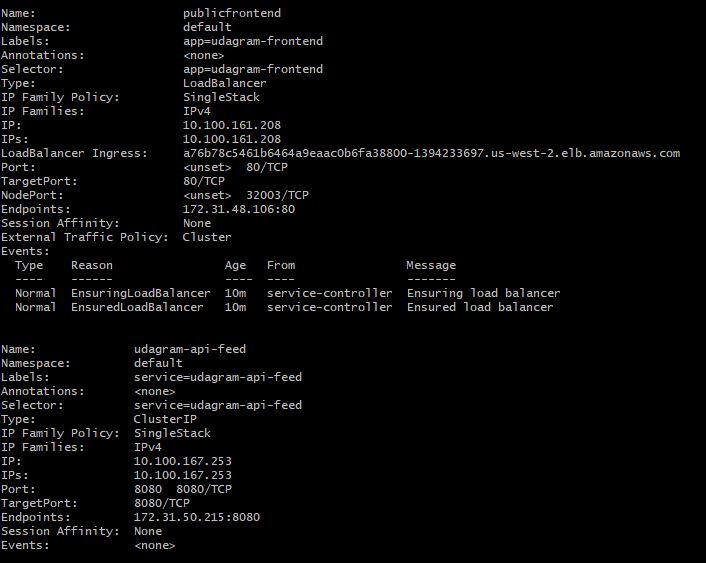 Name: publicfrontend
Namespace: default
Labels: app=udagram-frontend
Annotations: <none>
Selector: app=udagram-frontend
Type: LoadBalancer
IP Family Policy: SingleStack
IP Families: IPv4
IP: 10.100.161.208
IPs: 10.100.161.208
LoadBalancer Ingress: a76b78c5461b6464a9eaac0b6fa38800-1394233697.us-west-2.elb.amazonaws.com
Port: <unset> 80/TCP
TargetPort: 80/TCP
NodePort: <unset> 32003/TCP
Endpoints: 172.31.48.106:80
Session Affinity: None
External Traffic Policy: Cluster
Events:
Type Reason Age From Message
---- ------ ---- ---- -------
Normal EnsuringLoadBalancer 10m service-controller Ensuring load balancer
Normal EnsuredLoadBalancer 10m service-controller Ensured load balancer
Name: udagram-api-feed
Namespace: default
Labels: service=udagram-api-feed
Annotations: <none>
Selector: service=udagram-api-feed
Type: ClusterIP
IP Family Policy: SingleStack
IP Families: IPv4
IP: 10.100.167.253
IPs: 10.100.167.253
Port: 8080 8080/TCP
TargetPort: 8080/TCP
Endpoints: 172.31.50.215:8080
Session Affinity: None
Events: <none>